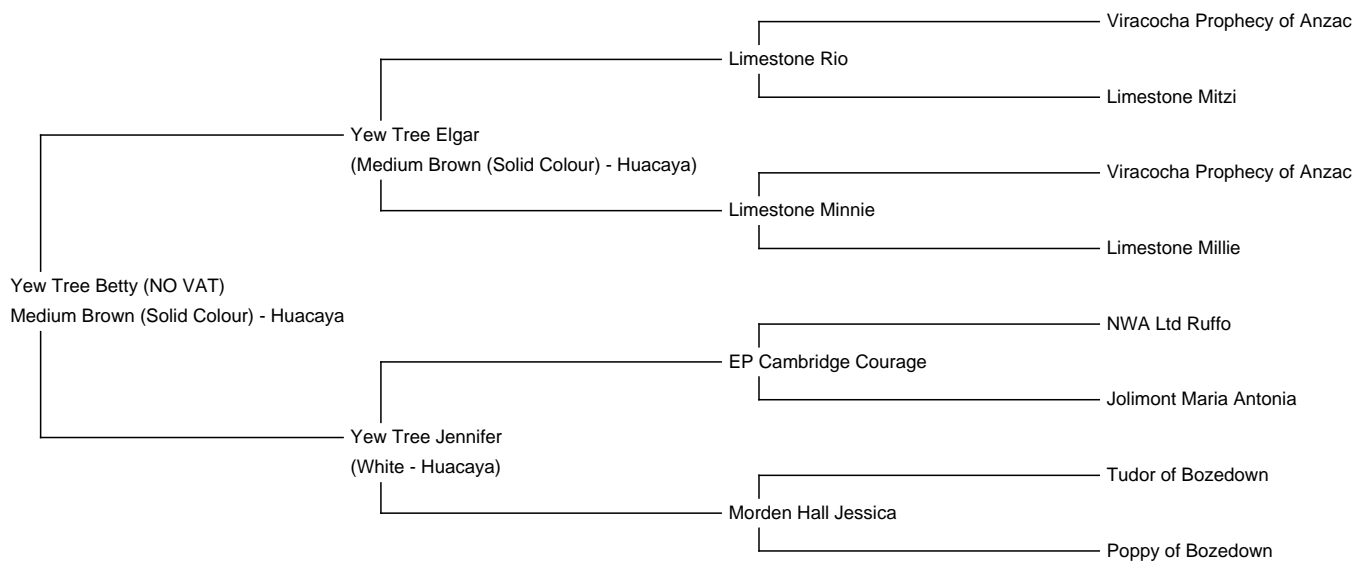 Viracocha Prophecy of Anzac
Limestone Rio
Limestone Mitzi
Yew Tree Elgar
(Medium Brown (Solid Colour) - Huacaya)
Viracocha Prophecy of Anzac
Limestone Minnie
Limestone Millie
Yew Tree Betty (NO VAT)
Medium Brown (Solid Colour) - Huacaya
NWA Ltd Ruffo
EP Cambridge Courage
Jolimont Maria Antonia
Yew Tree Jennifer
(White - Huacaya)
Tudor of Bozedown
Morden Hall Jessica
Poppy of Bozedown